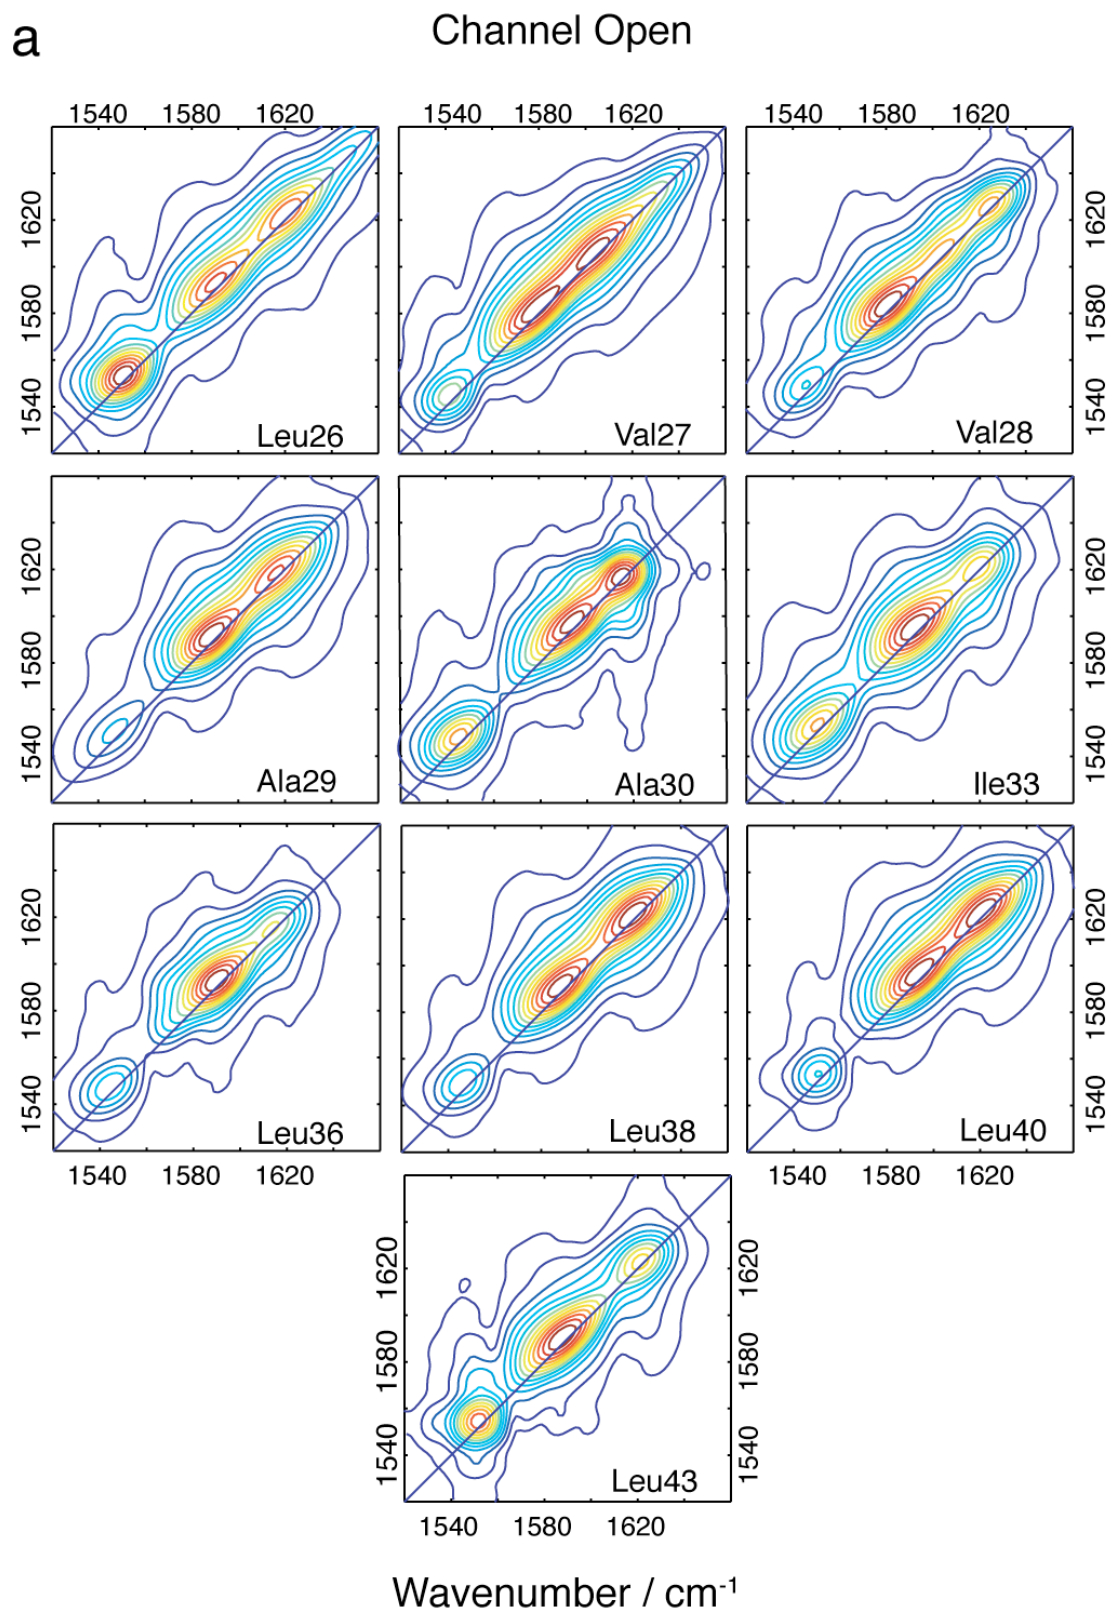 a
Channel Open
1540 1580 1620 1540 1580 1620 1540 1580 1620
1620 1620
1580 1580
1540 1540
Leu26 Val27 Val28
1620 1620
1580 1580
1540 1540
Ala29 Ala30 Ile33
1620 1620
1580 1580
1540 1540
Leu36 Leu38 Leu40
1540 1580 1620 1540 1580 1620
1620 1620
1580 1580
1540 1540
Leu43
1540 1580 1620
Wavenumber / cm-1